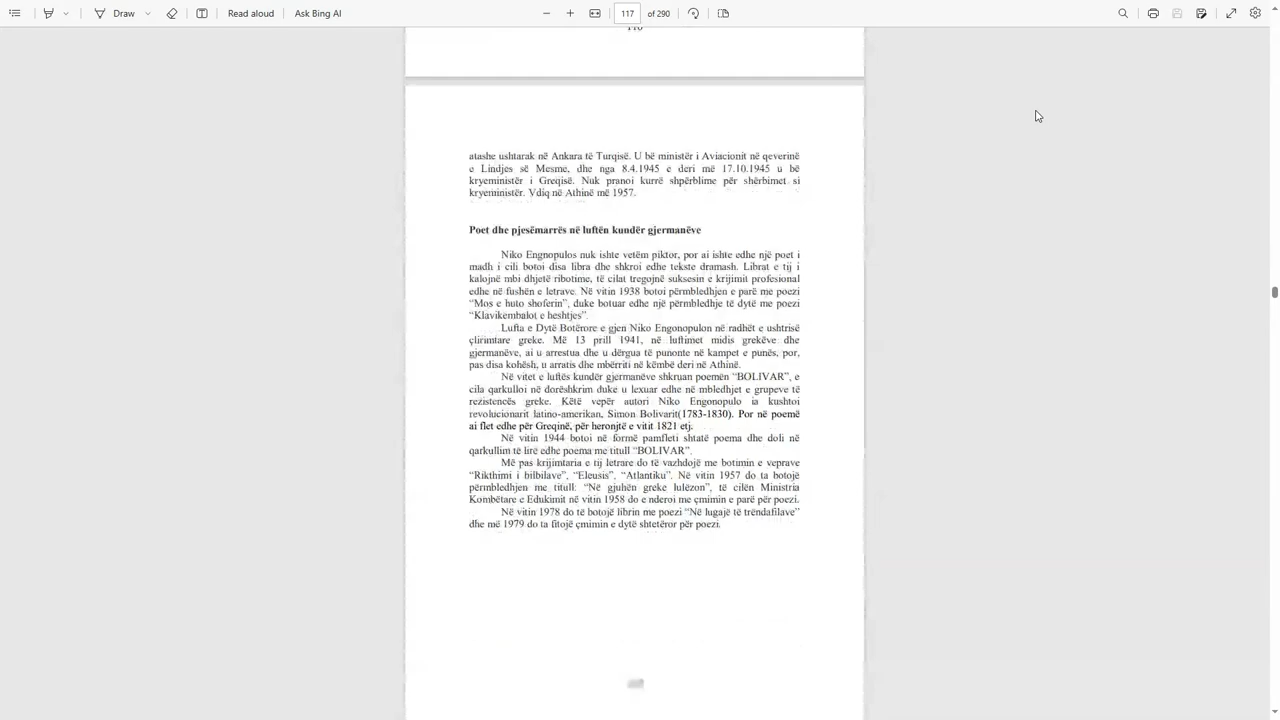 Draw
Read aloud
Ask Bing AI
117
of 290
116
atashe ushtarak në Ankara të Turqisë. U bë ministër i Aviacionit në qeverinë
e Lindjes së Mesme, dhe nga 8.4.1945 e deri më 17.10.1945 u bë
kryeministër i Greqisë. Nuk pranoi kurrë shpërblime për shërbimet si
kryeministër. Vdiq në Athinë më 1957.
Poet dhe pjesëmarrës në luftën kundër gjermanëve
Niko Engnopulos nuk ishte vetëm piktor, por ai ishte edhe një poet i
madh i cili botoi disa libra dhe shkroi edhe tekste dramash. Librat e tij i
kalojnë mbi dhjetë ribotime, të cilat tregojnë suksesin e krijimit profesional
edhe në fushën e letrave. Në vitin 1938 botoi përmbledhjen e parë me poezi
“Mos e huto shoferin”, duke botuar edhe një përmbledhje të dytë me poezi
“Klavikembalot e heshtjes”.
Lufta e Dytë Botërore e gjen Niko Engonopulon në radhët e ushtrisë
çlirimtare greke. Më 13 prill 1941, në luftimet midis grekëve dhe
gjermanëve, ai u arrestua dhe u dërgua të punonte në kampet e punës, por,
pas disa kohësh, u arratis dhe mbërriti në këmbë deri në Athinë.
Në vitet e luftës kundër gjermanëve shkruan poemën “BOLIVAR”, e
cila qarkulloi në dorëshkrim duke u lexuar edhe në mbledhjet e grupeve të
rezistencës greke. Këtë vepër autori Niko Engonopulo ia kushtoi
revolucionarit latino-amerikan, Simon Bolivarit(1783-1830). Por në poemë
ai flet edhe për Greqinë, për heronjtë e vitit 1821 etj.
Në vitin 1944 botoi në formë pamfleti shtatë poema dhe doli në
qarkullim të lirë edhe poema me titull “BOLIVAR”.
Më pas krijimtaria e tij letrare do të vazhdojë me botimin e veprave
“Rikthimi i bilbilave”, “Eleusis”, “Atlantiku”. Në vitin 1957 do ta botojë
përmbledhjen me titull: “Në gjuhën greke lulëzon”, të cilën Ministria
Kombëtare e Edukimit në vitin 1958 do e nderoi me çmimin e parë për poezi.
Në vitin 1978 do të botojë librin me poezi “Në lugajë të trëndafilave”
dhe më 1979 do ta fitojë çmimin e dytë shtetëror për poezi.